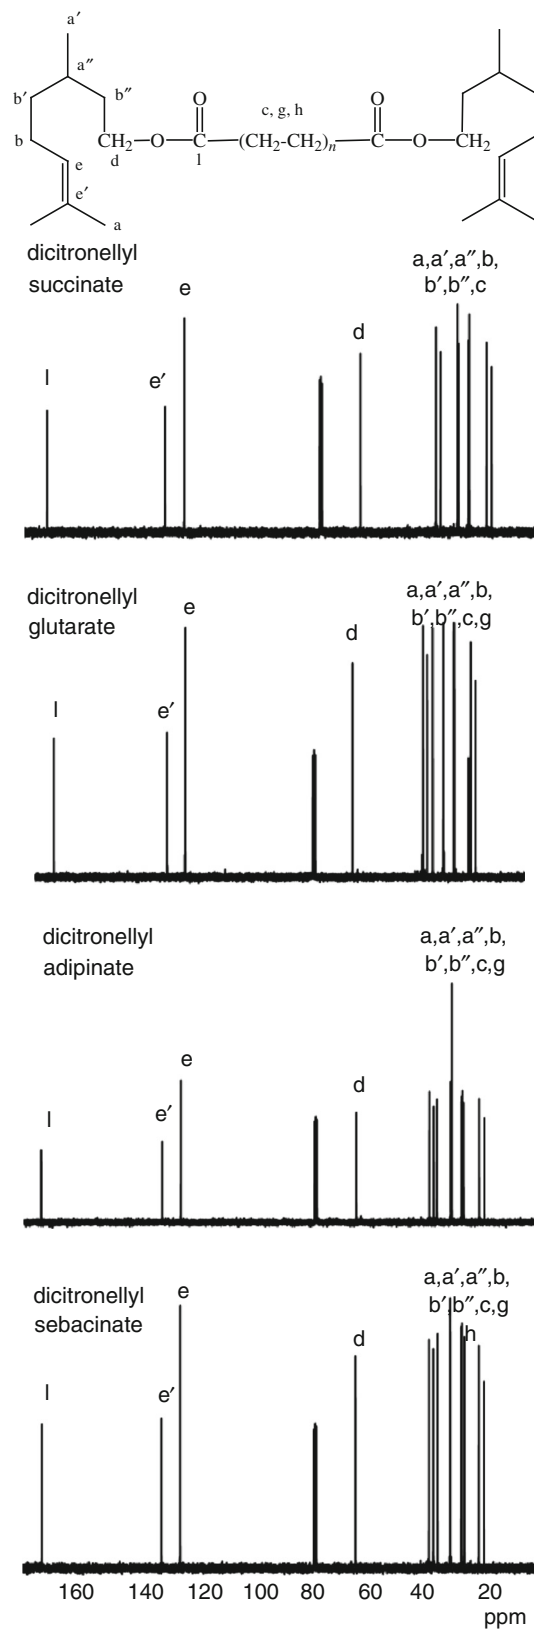 a′
a″
b′
b″
O
O
c, g, h
b
CH₂–O–C–(CH₂-CH₂)ₙ–C–O–CH₂
d
l
e
e′
a
dicitronellyl
succinate
a,a′,a″,b,
b′,b″,c
e
d
l
e′
dicitronellyl
glutarate
a,a′,a″,b,
b′,b″,c,g
e
d
l
e′
dicitronellyl
adipinate
a,a′,a″,b,
b′,b″,c,g
e
d
l
e′
dicitronellyl
sebacinate
a,a′,a″,b,
b′,b″,c,g
h
e
d
l
e′
160 140 120 100 80 60 40 20
ppm